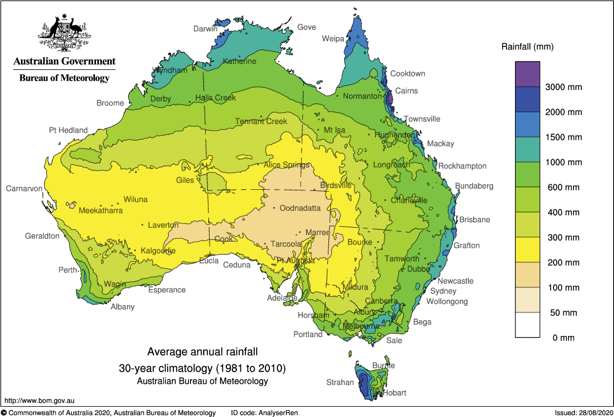 Australian Government
Bureau of Meteorology
Darwin
Gove
Weipa
Wyndham
Katherine
Cooktown
Cairns
Derby
Halls Creek
Normanton
Broome
Tennant Creek
Townsville
Pt Hedland
Mt Isa
Hughenden
Mackay
Alice Springs
Longreach
Rockhampton
Giles
Birdsville
Bundaberg
Carnarvon
Wiluna
Oodnadatta
Charleville
Meekatharra
Brisbane
Laverton
Marree
Geraldton
Cook
Tarcoola
Bourke
Grafton
Kalgoorlie
Eucla
Ceduna
Pt Augusta
Tamworth
Perth
Dubbo
Wagin
Esperance
Mildura
Newcastle
Sydney
Albany
Adelaide
Canberra
Wollongong
Horsham
Albury
Bega
Melbourne
Portland
Sale
Burnie
Strahan
Hobart
Rainfall (mm)
3000 mm
2000 mm
1500 mm
1000 mm
600 mm
400 mm
300 mm
200 mm
100 mm
50 mm
0 mm
Average annual rainfall
30-year climatology (1981 to 2010)
Australian Bureau of Meteorology
http://www.bom.gov.au
© Commonwealth of Australia 2020, Australian Bureau of Meteorology
ID code: AnalyserRen
Issued: 28/08/2020